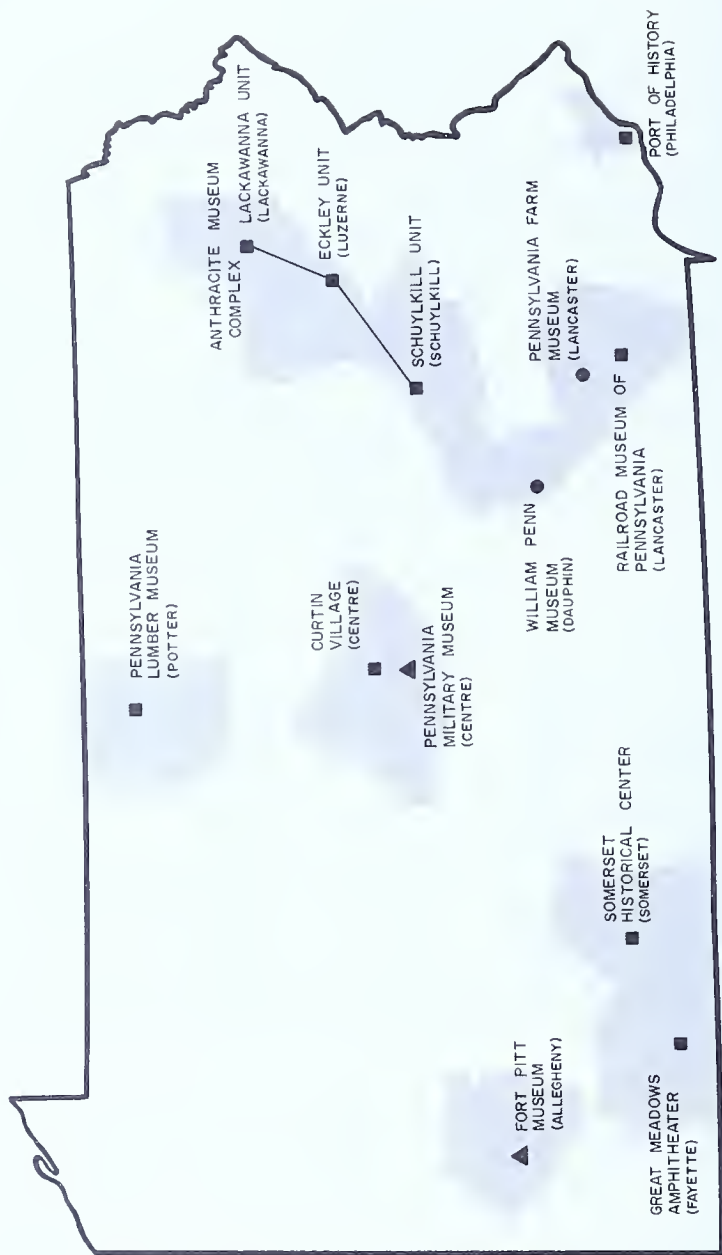 PENNSYLVANIA
LUMBER MUSEUM
(POTTER)
ANTHRACITE MUSEUM
COMPLEX
LACKAWANNA UNIT
(LACKAWANNA)
ECKLEY UNIT
(LUZERNE)
SCHUYLKILL UNIT
(SCHUYLKILL)
CURTIN
VILLAGE
(CENTRE)
PENNSYLVANIA
MILITARY MUSEUM
(CENTRE)
FORT PITT
MUSEUM
(ALLEGHENY)
WILLIAM PENN
MUSEUM
(DAUPHIN)
PENNSYLVANIA FARM
MUSEUM
(LANCASTER)
GREAT MEADOWS
AMPHITHEATER
(FAYETTE)
SOMERSET
HISTORICAL CENTER
(SOMERSET)
RAILROAD MUSEUM OF
PENNSYLVANIA
(LANCASTER)
PORT OF HISTORY
(PHILADELPHIA)